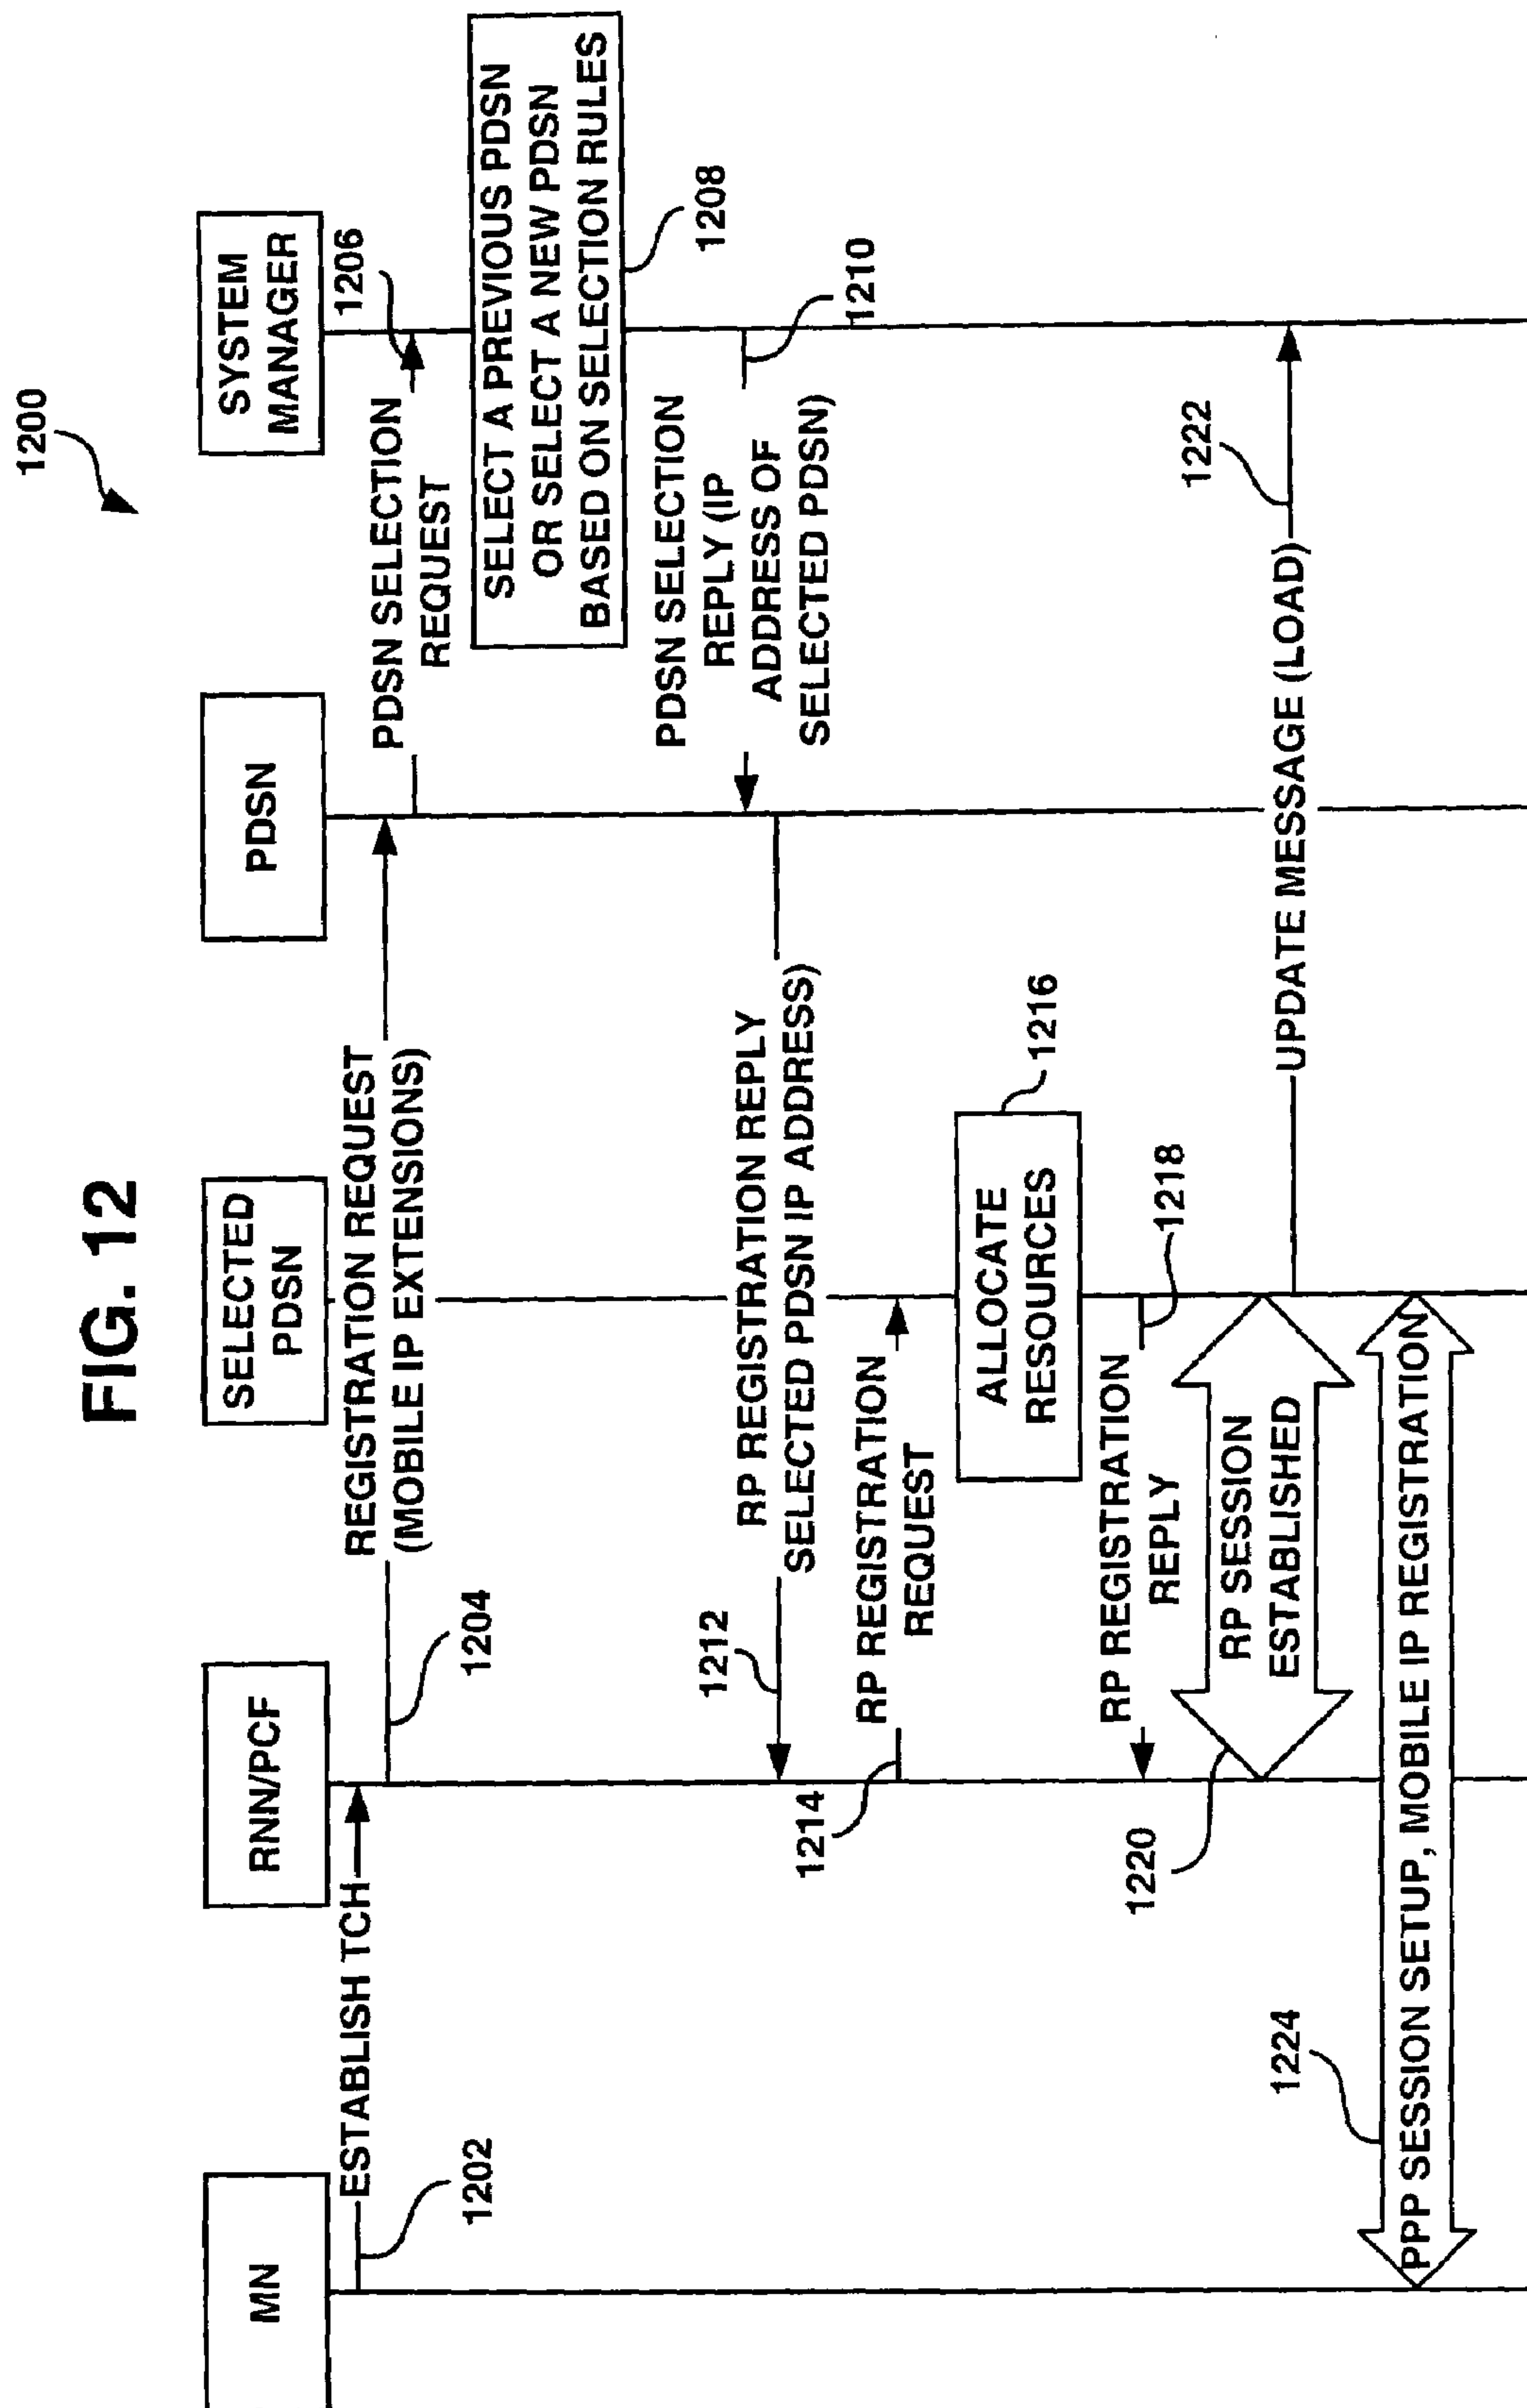 FIG. 12
1200
MN
RNN/PCF
SELECTED
PDSN
PDSN
SYSTEM
MANAGER
ESTABLISH TCH
1202
REGISTRATION REQUEST
(MOBILE IP EXTENSIONS)
1204
PDSN SELECTION
REQUEST
1206
SELECT A PREVIOUS PDSN
OR SELECT A NEW PDSN
BASED ON SELECTION RULES
1208
PDSN SELECTION
REPLY (IP
ADDRESS OF
SELECTED PDSN)
1210
RP REGISTRATION REPLY
SELECTED PDSN IP ADDRESS)
1212
RP REGISTRATION
REQUEST
1214
ALLOCATE
RESOURCES
1216
RP REGISTRATION
REPLY
1218
RP SESSION
ESTABLISHED
1220
UPDATE MESSAGE (LOAD)
1222
PPP SESSION SETUP, MOBILE IP REGISTRATION
1224